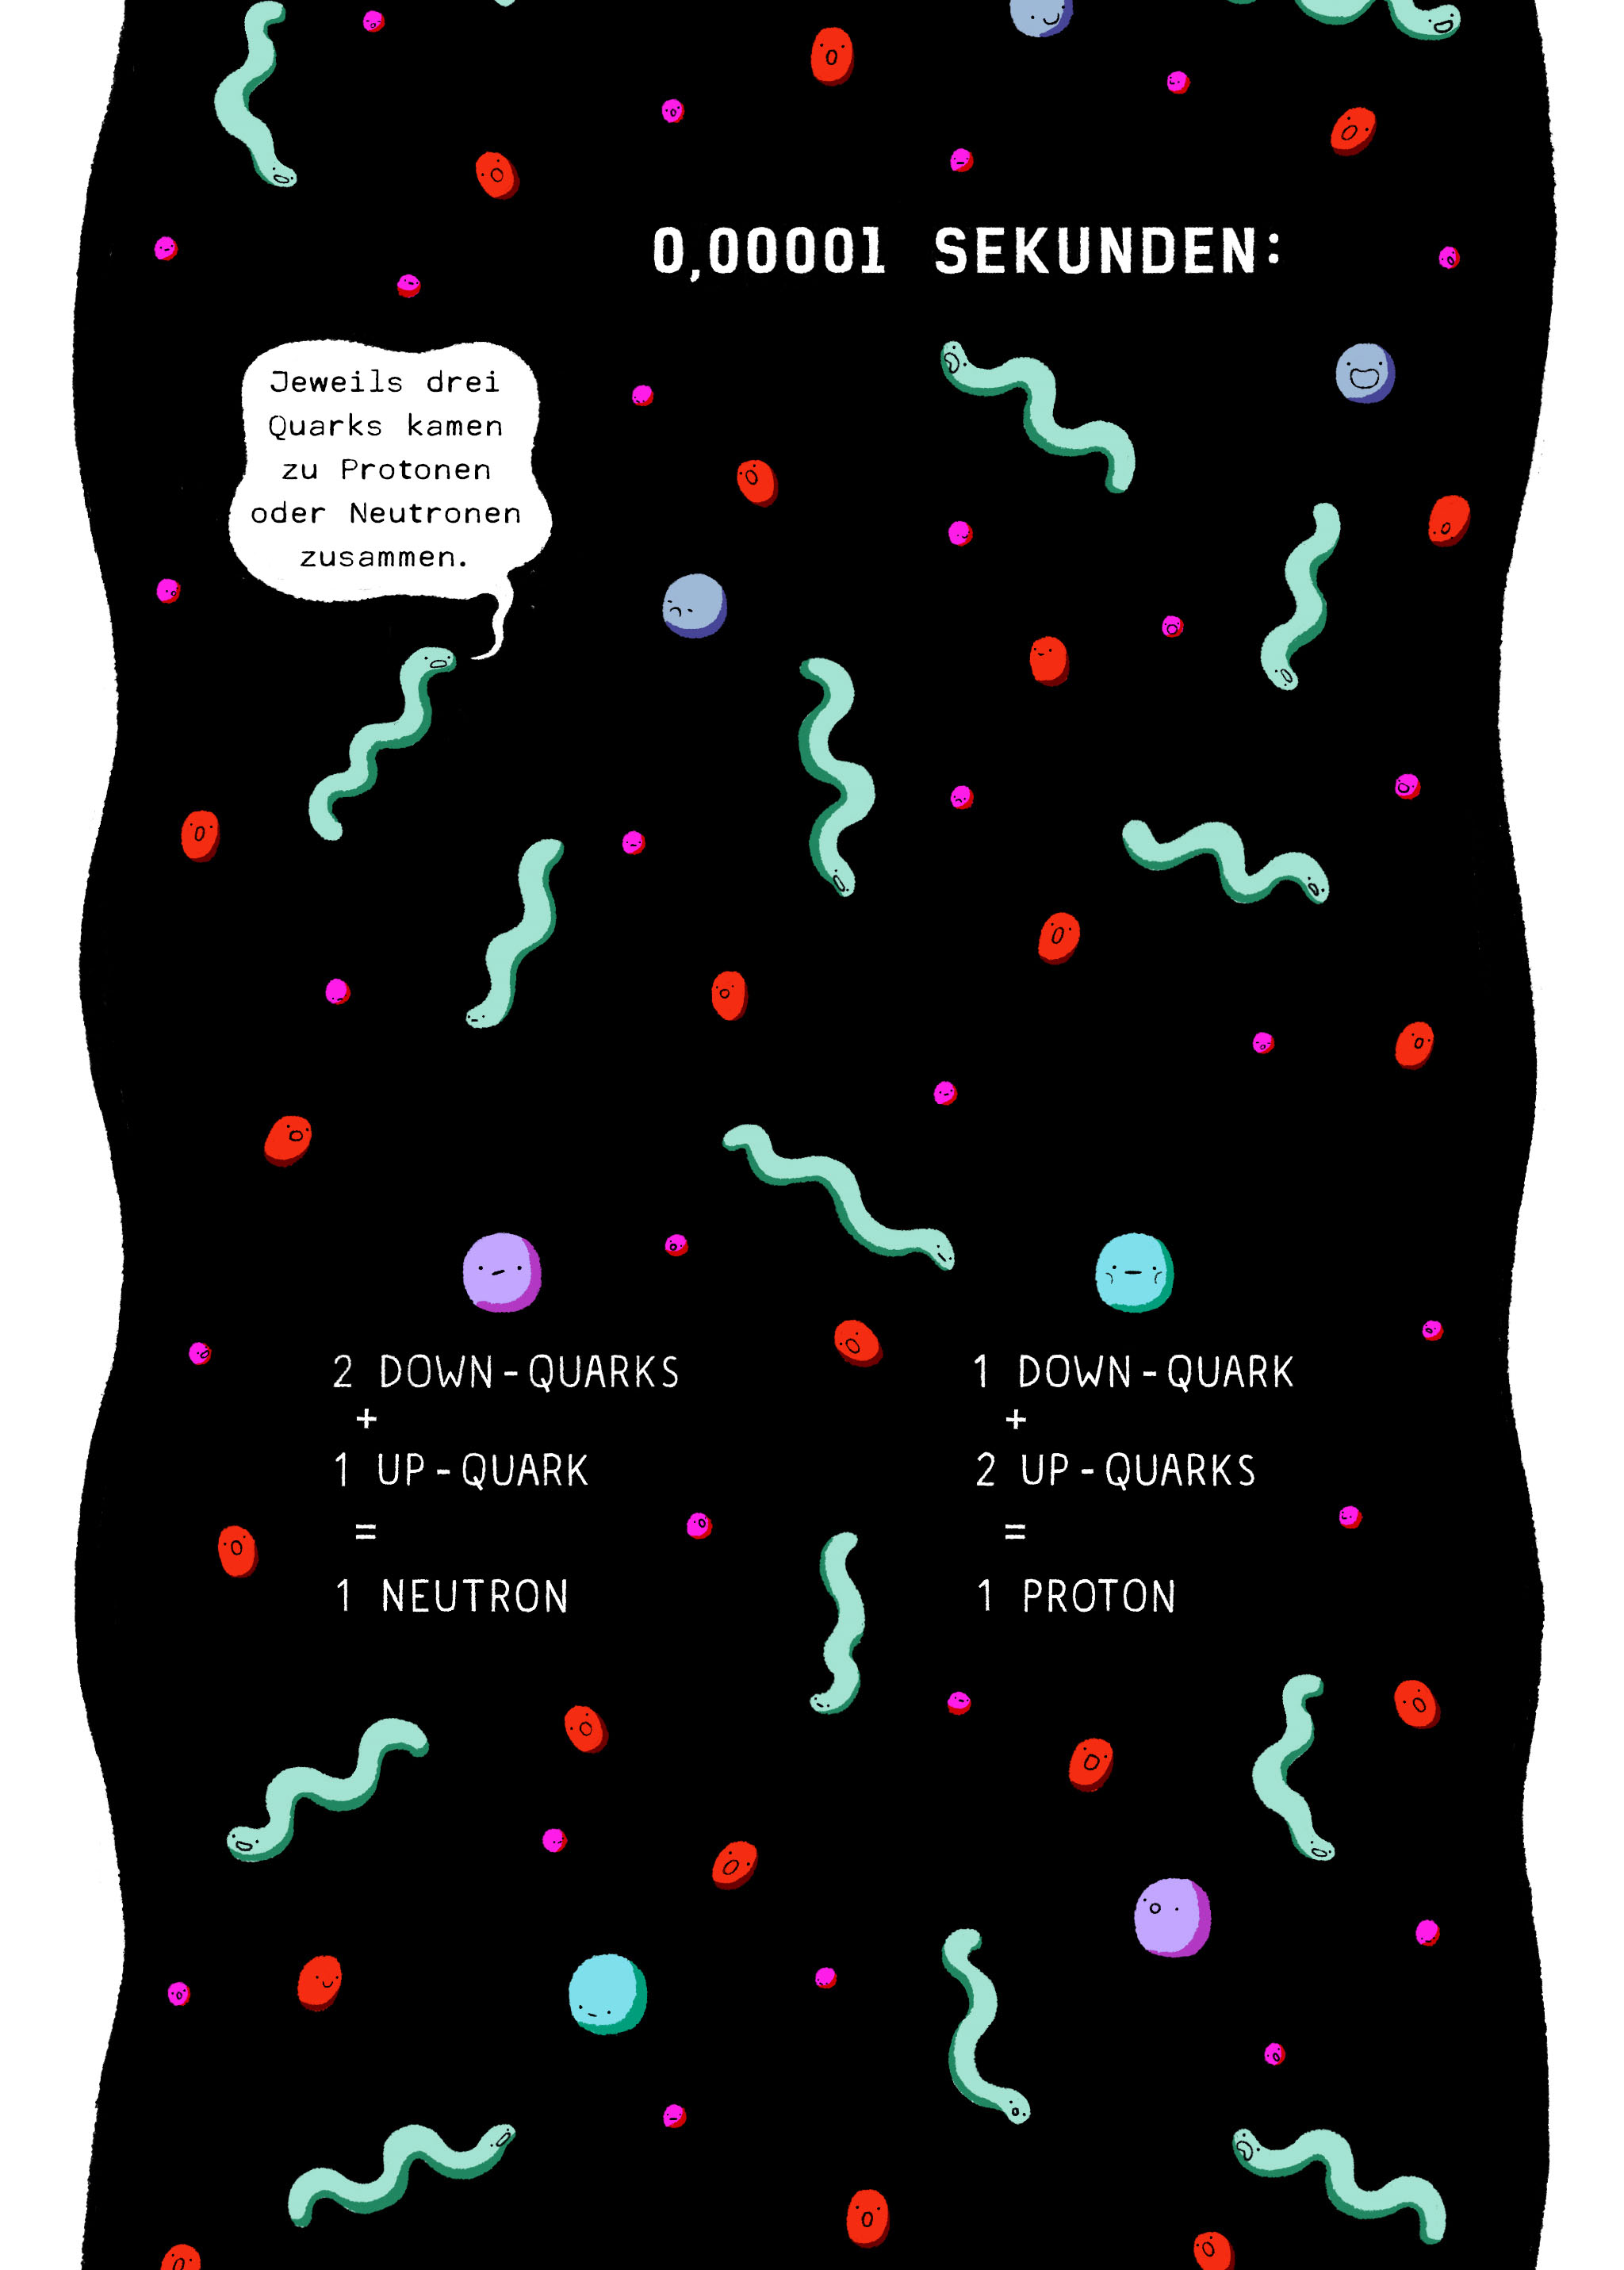 0,00001 SEKUNDEN:
Jeweils drei
Quarks kamen
zu Protonen
oder Neutronen
zusammen.
2 DOWN-QUARKS
+
1 UP-QUARK
=
1 NEUTRON
1 DOWN-QUARK
+
2 UP-QUARKS
=
1 PROTON